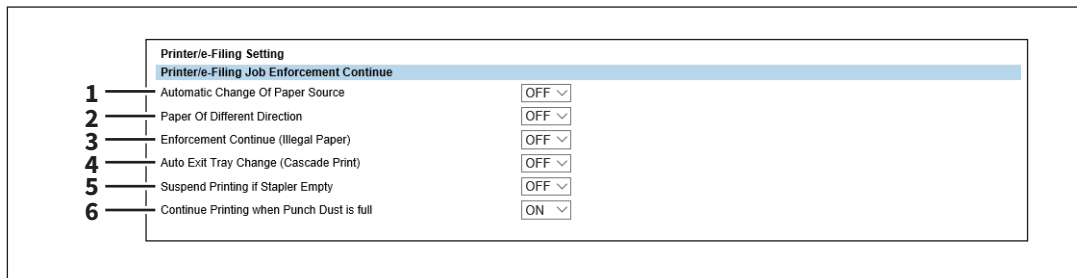 Printer/e-Filing Setting
Printer/e-Filing Job Enforcement Continue
1 Automatic Change Of Paper Source OFF
2 Paper Of Different Direction OFF
3 Enforcement Continue (Illegal Paper) OFF
4 Auto Exit Tray Change (Cascade Print) OFF
5 Suspend Printing if Stapler Empty OFF
6 Continue Printing when Punch Dust is full ON